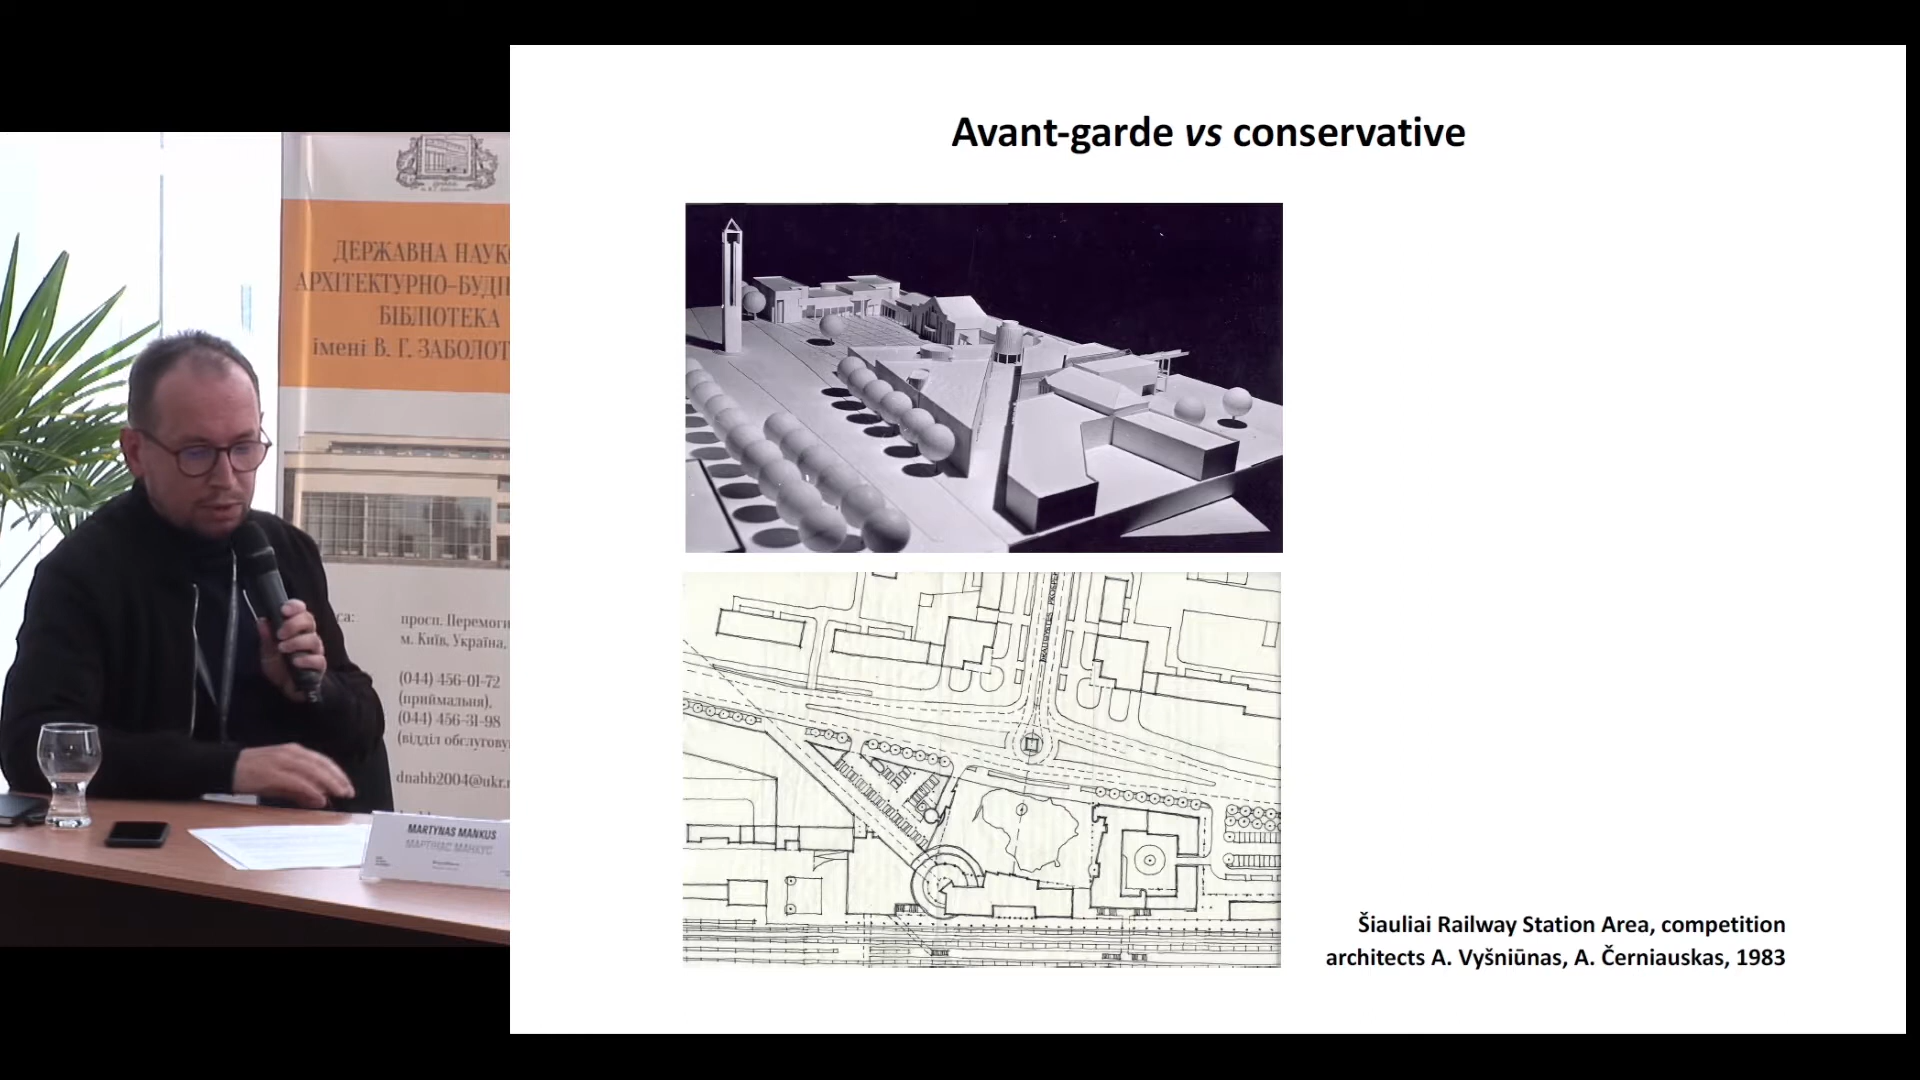 ДЕРЖАВНА НАУК
АРХІТЕКТУРНО-БУДІ
БІБЛІОТЕКА
імені В. Г. ЗАБОЛОТ
са:
просп. Перемоги
м. Київ, Україна,
(044) 456-01-72
(приймальня),
(044) 456-31-98
(відділ обслугову
dnabb2004@ukr.
MARTYNAS MANKUS
МАРТІНАС МАНКУС
Avant-garde vs conservative
Šiauliai Railway Station Area, competition
architects A. Vyšniūnas, A. Černiauskas, 1983